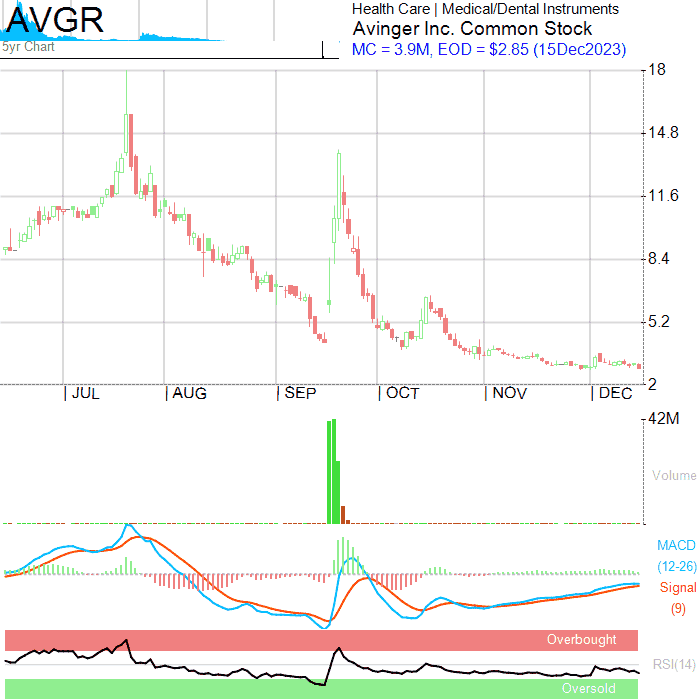 AVGR
5yr Chart
Health Care | Medical/Dental Instruments
Avinger Inc. Common Stock
MC = 3.9M, EOD = $2.85 (15Dec2023)
18
14.8
11.6
8.4
5.2
2
| JUL | AUG | SEP | OCT | NOV | DEC
42M
Volume
MACD
(12-26)
Signal
(9)
Overbought
RSI(14)
Oversold